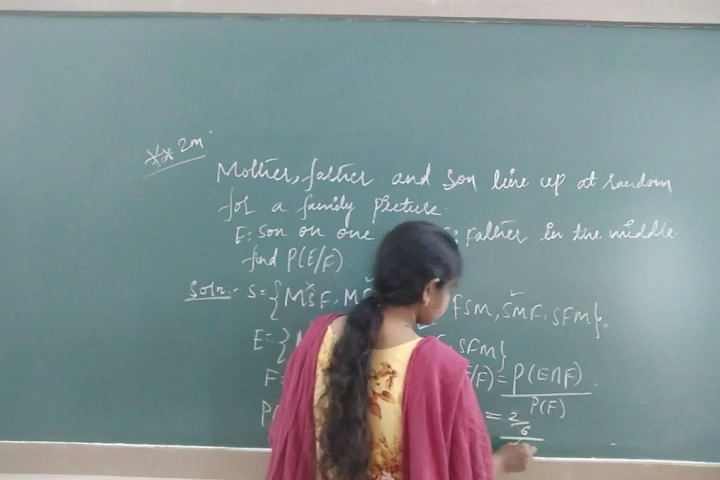 ** 2m
Mother, father and Son line up at random
for a family Picture.
E: Son on one : Father in the middle
find P(E/F).
Soln:- S={MSF, M FSM, SMF, SFM}.
E={ SFM}
F= /F) = P(E∩F)/P(F)
P( = 2/6